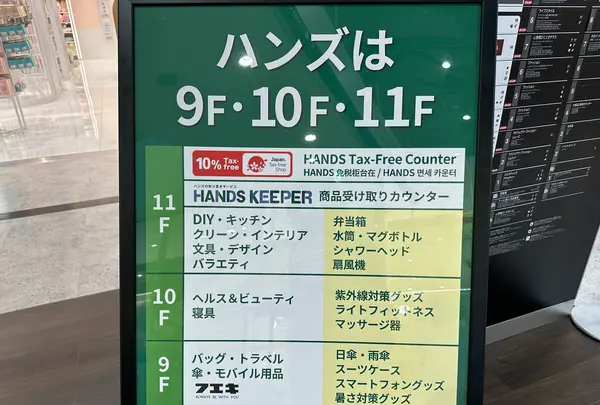 ハンズは
9F・10F・11F
11F
10% Tax-free
Japan. Tax-free Shop
HANDS Tax-Free Counter
HANDS 免税柜台在 / HANDS 면세 카운터
ハンズの取り置きサービス
HANDS KEEPER 商品受け取りカウンター
DIY・キッチン
クリーン・インテリア
文具・デザイン
バラエティ
弁当箱
水筒・マグボトル
シャワーヘッド
扇風機
10F
ヘルス＆ビューティ
寝具
紫外線対策グッズ
ライトフィットネス
マッサージ器
9F
バッグ・トラベル
傘・モバイル用品
フエキ
ALWAYS BE WITH YOU
日傘・雨傘
スーツケース
スマートフォングッズ
暑さ対策グッズ